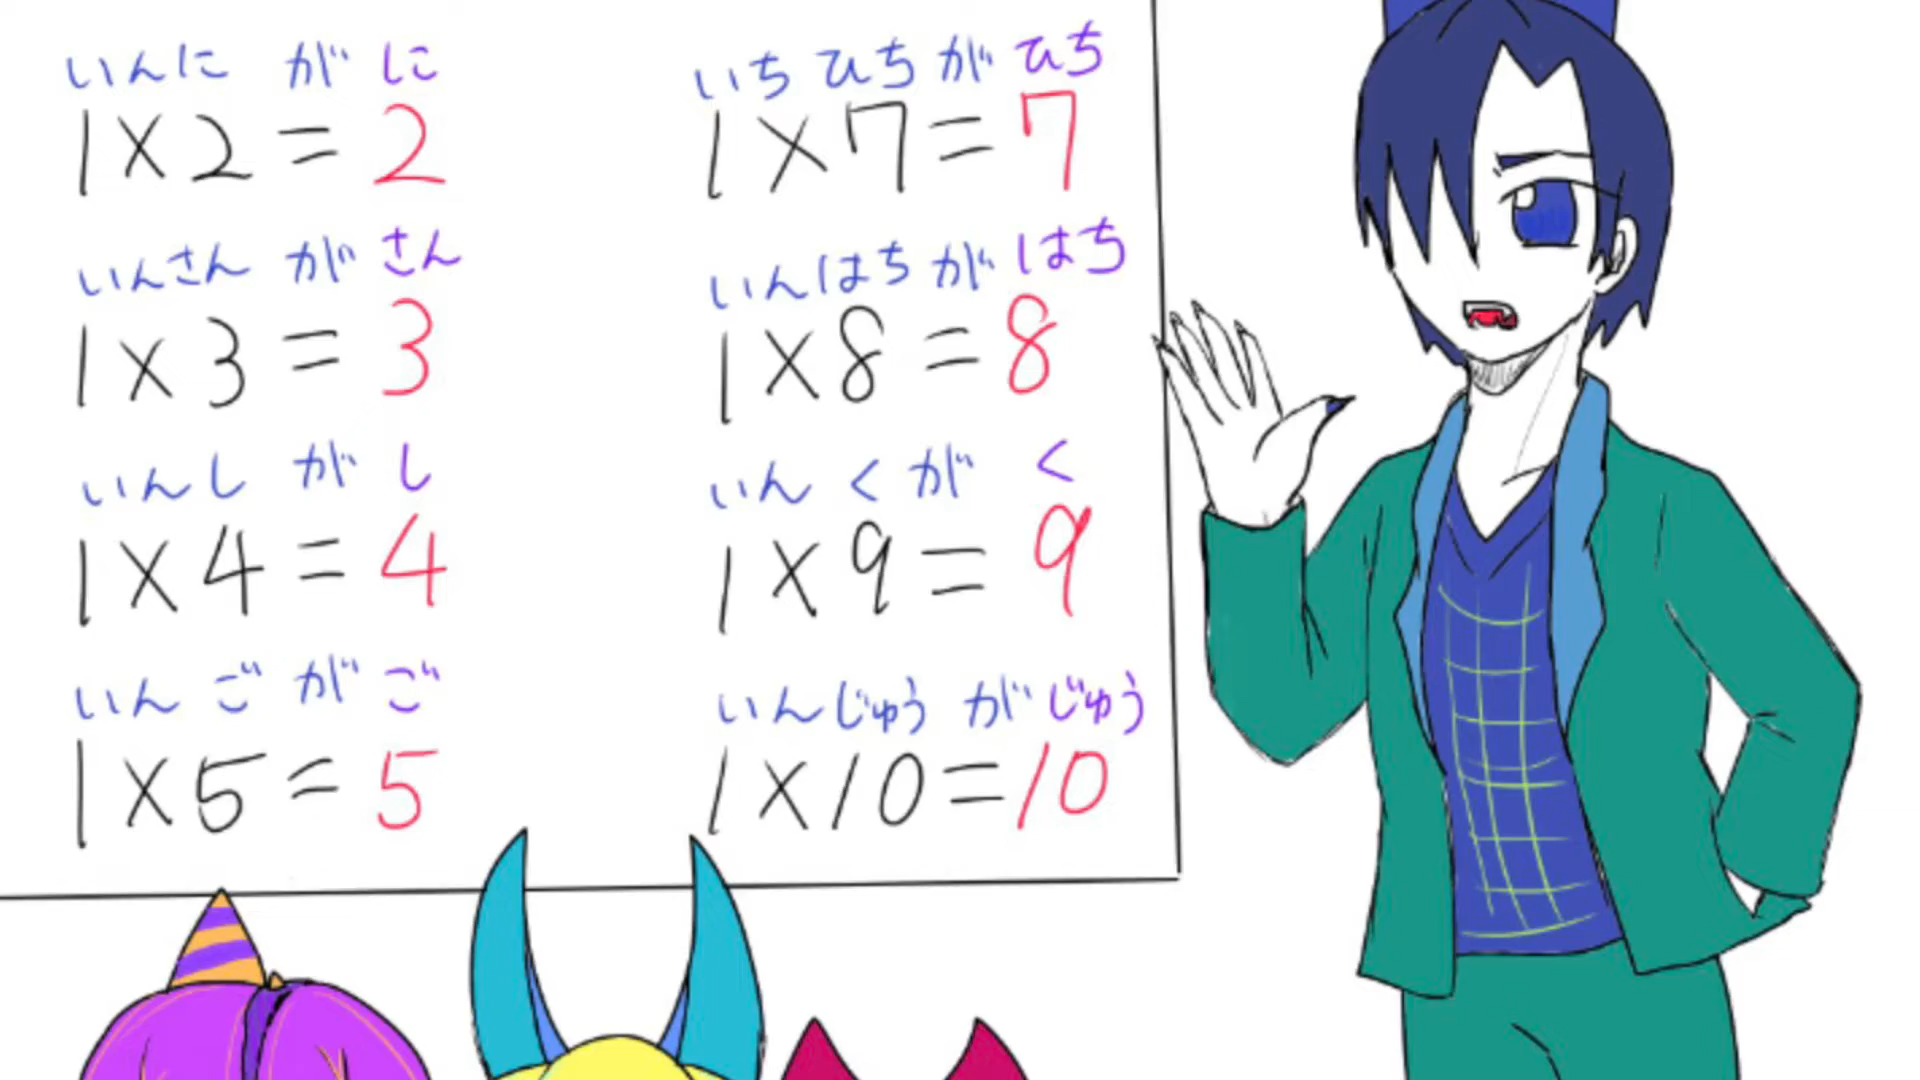 いんに が に
1×2=2
いんさん が さん
1×3=3
いんし が し
1×4=4
いんご が ご
1×5=5
いち ひち が ひち
1×7=7
いんはち が はち
1×8=8
いん く が く
1×9=9
いんじゅう が じゅう
1×10=10